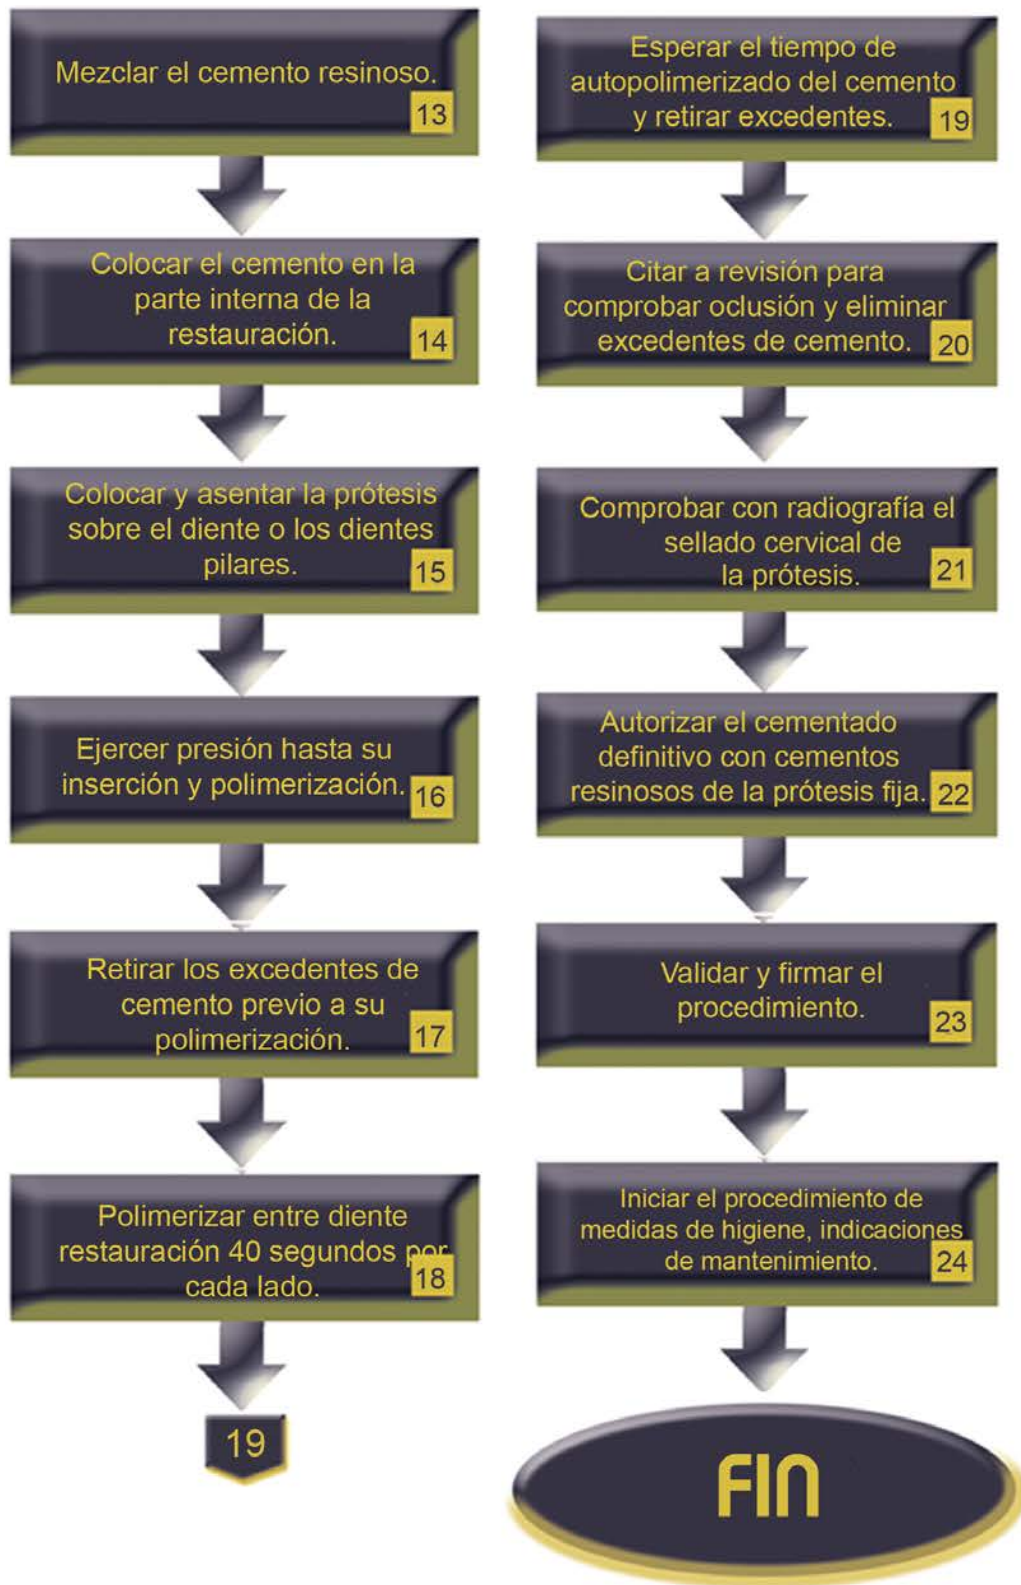 Mezclar el cemento resinoso.
13
Colocar el cemento en la
parte interna de la
restauración.
14
Colocar y asentar la prótesis
sobre el diente o los dientes
pilares.
15
Ejercer presión hasta su
inserción y polimerización.
16
Retirar los excedentes de
cemento previo a su
polimerización.
17
Polimerizar entre diente
restauración 40 segundos por
cada lado.
18
19
Esperar el tiempo de
autopolimerizado del cemento
y retirar excedentes.
19
Citar a revisión para
comprobar oclusión y eliminar
excedentes de cemento.
20
Comprobar con radiografía el
sellado cervical de
la prótesis.
21
Autorizar el cementado
definitivo con cementos
resinosos de la prótesis fija.
22
Validar y firmar el
procedimiento.
23
Iniciar el procedimiento de
medidas de higiene, indicaciones
de mantenimiento.
24
FIN